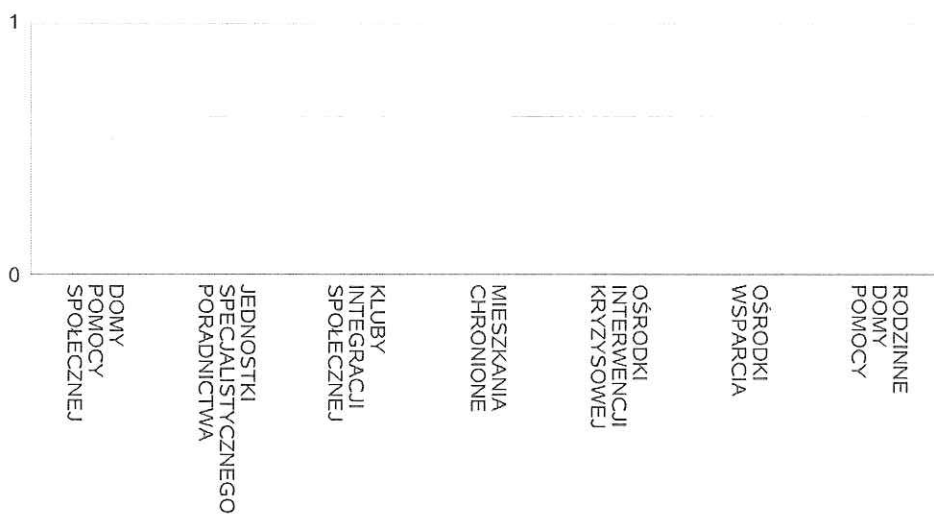 1
0
DOMY
POMOCY
SPOŁECZNEJ
JEDNOSTKI
SPECJALISTYCZNEGO
PORADNICTWA
KLUBY
INTEGRACJI
SPOŁECZNEJ
MIESZKANIA
CHRONIONE
OŚRODKI
INTERWENCJI
KRYZYSOWEJ
OŚRODKI
WSPARCIA
RODZINNE
DOMY
POMOCY